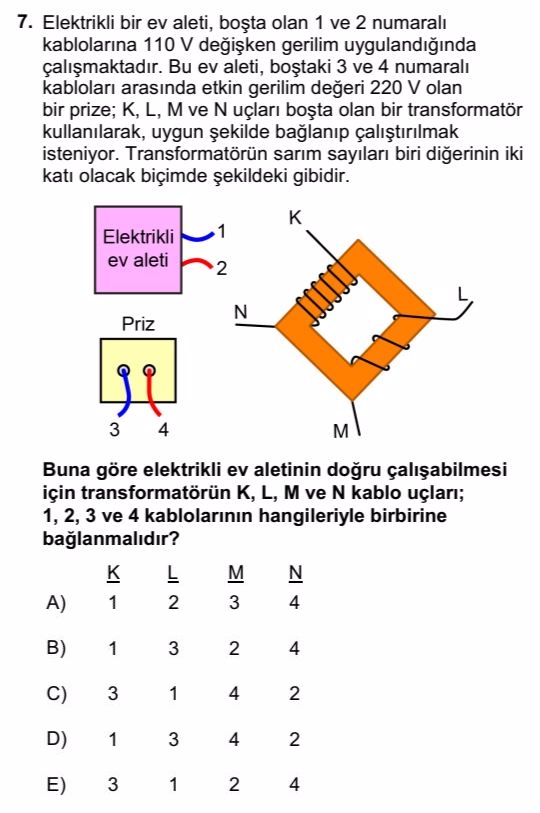 7. Elektrikli bir ev aleti, boşta olan 1 ve 2 numaralı
kablolarına 110 V değişken gerilim uygulandığında
çalışmaktadır. Bu ev aleti, boştaki 3 ve 4 numaralı
kabloları arasında etkin gerilim değeri 220 V olan
bir prize; K, L, M ve N uçları boşta olan bir transformatör
kullanılarak, uygun şekilde bağlanıp çalıştırılmak
isteniyor. Transformatörün sarım sayıları biri diğerinin iki
katı olacak biçimde şekildeki gibidir.
K
Elektrikli
ev aleti
1
2
L
N
Priz
3 4
M
Buna göre elektrikli ev aletinin doğru çalışabilmesi
için transformatörün K, L, M ve N kablo uçları;
1, 2, 3 ve 4 kablolarının hangileriyle birbirine
bağlanmalıdır?
K L M N
A) 1 2 3 4
B) 1 3 2 4
C) 3 1 4 2
D) 1 3 4 2
E) 3 1 2 4